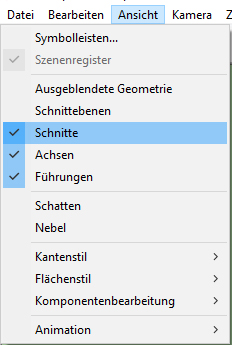 Datei Bearbeiten Ansicht Kamera Z
Symbolleisten...
Szenenregister
Ausgeblendete Geometrie
Schnittebenen
Schnitte
Achsen
Führungen
Schatten
Nebel
Kantenstil
Flächenstil
Komponentenbearbeitung
Animation